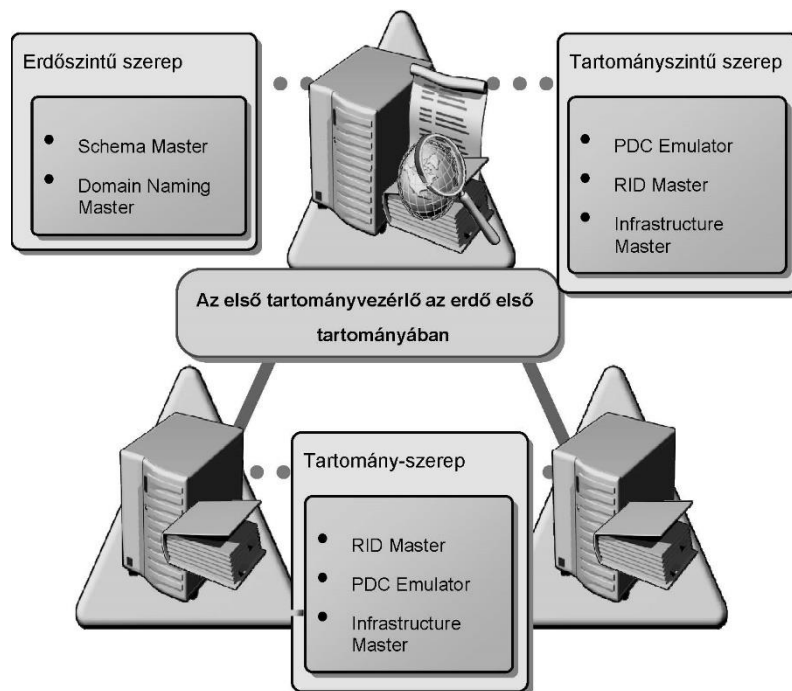 Erdőszintű szerep
Schema Master
Domain Naming
Master
Tartományszintű szerep
PDC Emulator
RID Master
Infrastructure
Master
Az első tartományvezérlő az erdő első
tartományában
Tartomány-szerep
RID Master
PDC Emulator
Infrastructure
Master